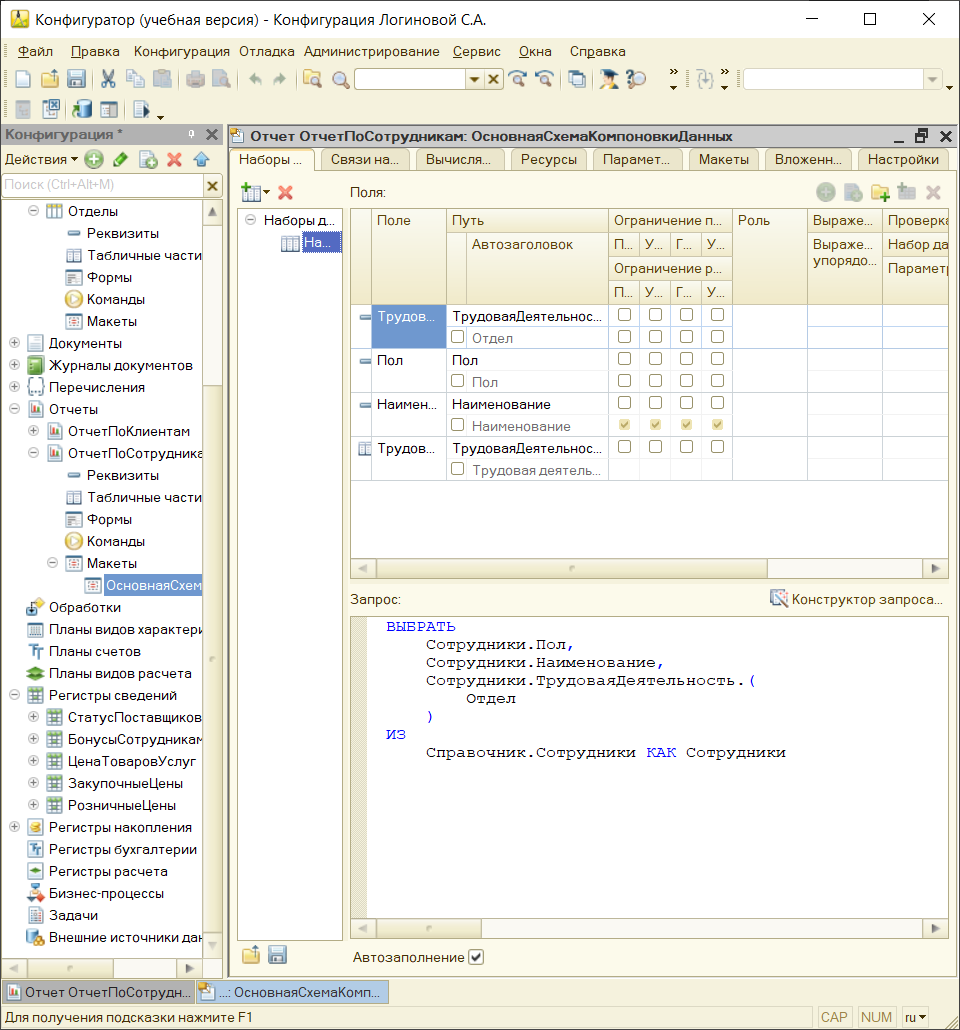 Конфигуратор (учебная версия) - Конфигурация Логиновой С.А.
Файл Правка Конфигурация Отладка Администрирование Сервис Окна Справка
Конфигурация *
Действия
Поиск (Ctrl+Alt+M)
Отделы
Реквизиты
Табличные части
Формы
Команды
Макеты
Документы
Журналы документов
Перечисления
Отчеты
ОтчетПоКлиентам
ОтчетПоСотрудника
Реквизиты
Табличные части
Формы
Команды
Макеты
ОсновнаяСхем
Обработки
Планы видов характери
Планы счетов
Планы видов расчета
Регистры сведений
СтатусПоставщиков
БонусыСотрудникам
ЦенаТоваровУслуг
ЗакупочныеЦены
РозничныеЦены
Регистры накопления
Регистры бухгалтерии
Регистры расчета
Бизнес-процессы
Задачи
Внешние источники дан
Отчет ОтчетПоСотрудникам: ОсновнаяСхемаКомпоновкиДанных
Наборы ... Связи на... Вычисля... Ресурсы Парамет... Макеты Вложенн... Настройки
Наборы д...
На...
Поля:
Поле Путь Ограничение п... Роль Выраже... Проверка
Автозаголовок П... У... Г... У... Выраже... упорядо... Набор да
Ограничение р... Параметр
П... У... Г... У...
Трудов... ТрудоваяДеятельнос...
Отдел
Пол Пол
Пол
Наимен... Наименование
Наименование
Трудов... ТрудоваяДеятельнос...
Трудовая деятель...
Запрос: Конструктор запроса...
ВЫБРАТЬ
Сотрудники.Пол,
Сотрудники.Наименование,
Сотрудники.ТрудоваяДеятельность.(
Отдел
)
ИЗ
Справочник.Сотрудники КАК Сотрудники
Автозаполнение
Отчет ОтчетПоСотрудн... ...: ОсновнаяСхемаКомп...
Для получения подсказки нажмите F1 CAP NUM ru